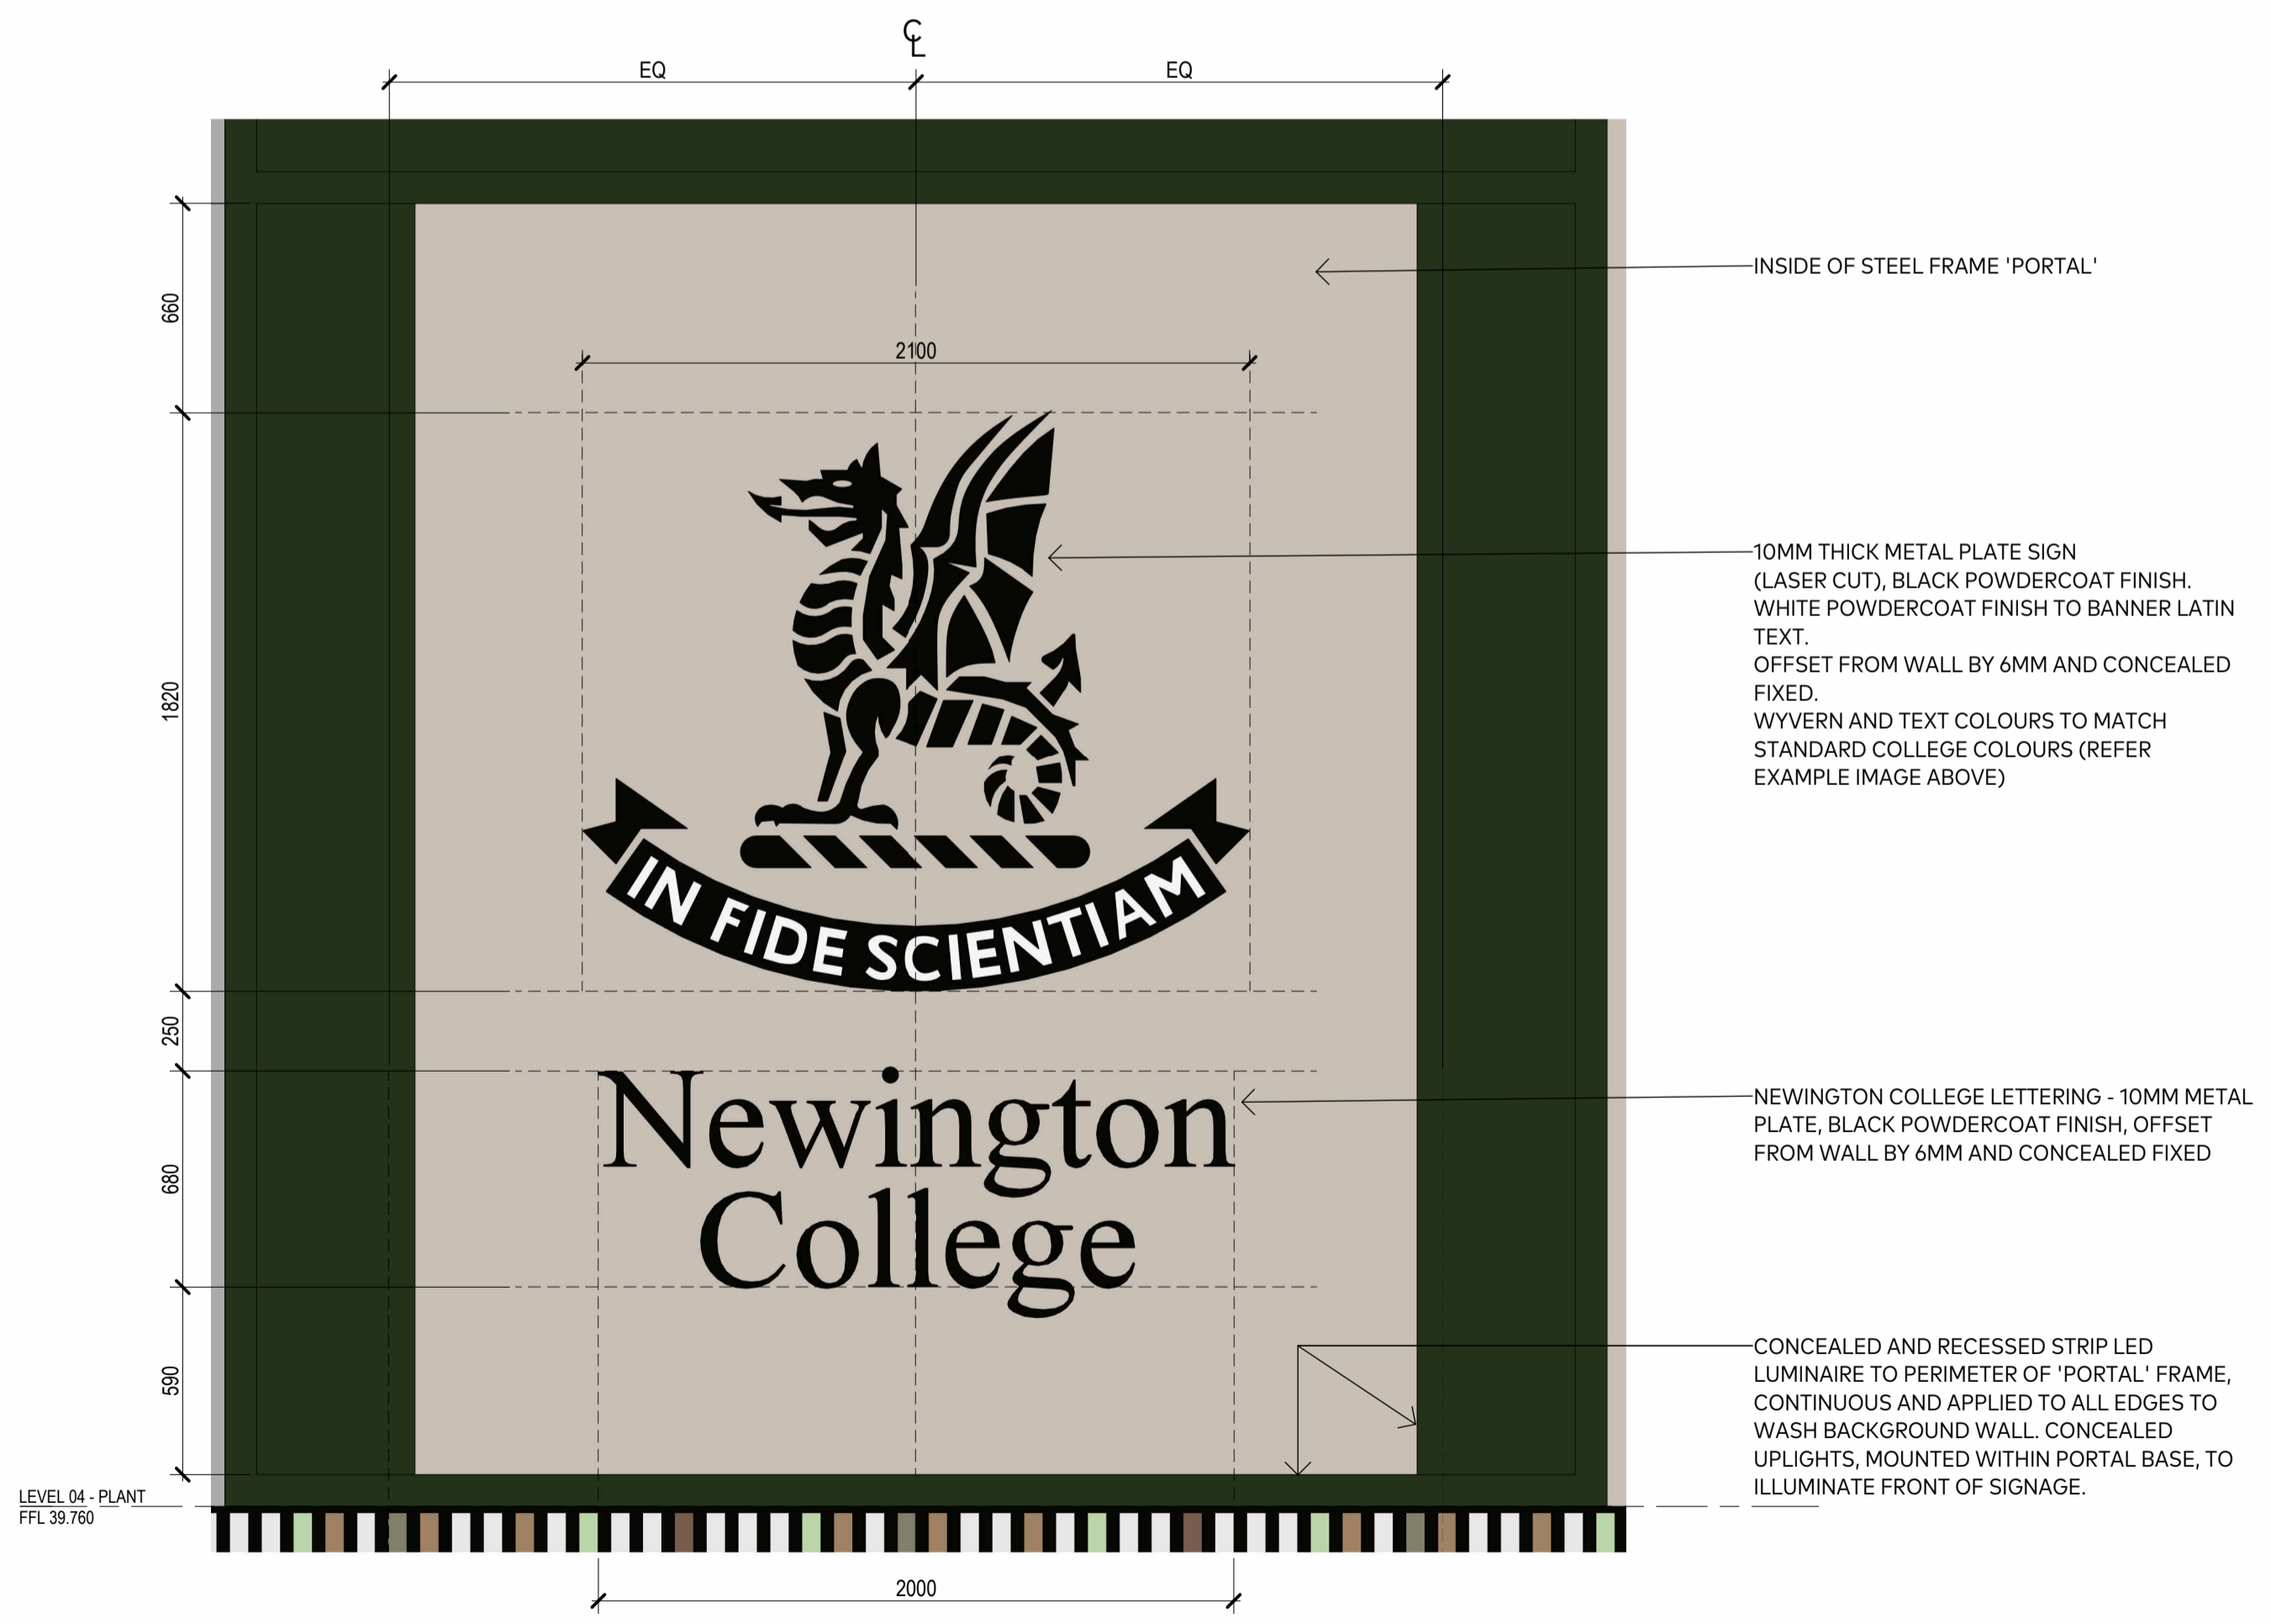 ℄
EQ
EQ
660
1820
250
680
590
2100
IN FIDE SCIENTIAM
Newington
College
INSIDE OF STEEL FRAME 'PORTAL'
10MM THICK METAL PLATE SIGN
(LASER CUT), BLACK POWDERCOAT FINISH.
WHITE POWDERCOAT FINISH TO BANNER LATIN
TEXT.
OFFSET FROM WALL BY 6MM AND CONCEALED
FIXED.
WYVERN AND TEXT COLOURS TO MATCH
STANDARD COLLEGE COLOURS (REFER
EXAMPLE IMAGE ABOVE)
NEWINGTON COLLEGE LETTERING - 10MM METAL
PLATE, BLACK POWDERCOAT FINISH, OFFSET
FROM WALL BY 6MM AND CONCEALED FIXED
CONCEALED AND RECESSED STRIP LED
LUMINAIRE TO PERIMETER OF 'PORTAL' FRAME,
CONTINUOUS AND APPLIED TO ALL EDGES TO
WASH BACKGROUND WALL. CONCEALED
UPLIGHTS, MOUNTED WITHIN PORTAL BASE, TO
ILLUMINATE FRONT OF SIGNAGE.
LEVEL 04 - PLANT
FFL 39.760
2000